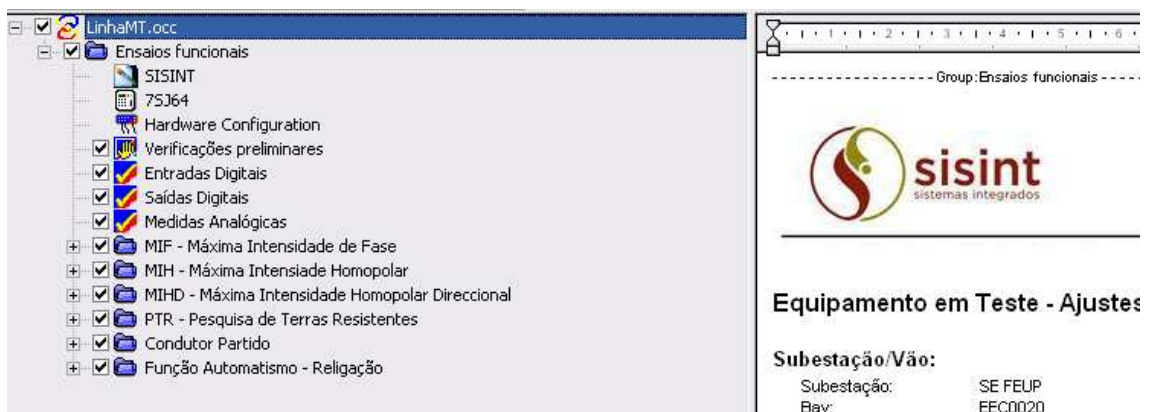 LinhaMT.occ
Ensaios funcionais
SISINT
7SJ64
Hardware Configuration
Verificações preliminares
Entradas Digitais
Saídas Digitais
Medidas Analógicas
MIF - Máxima Intensidade de Fase
MIH - Máxima Intensiade Homopolar
MIHD - Máxima Intensidade Homopolar Direccional
PTR - Pesquisa de Terras Resistentes
Condutor Partido
Função Automatismo - Religação
1 2 3 4 5 6
Group:Ensaios funcionais
sisint
sistemas integrados
Equipamento em Teste - Ajustes
Subestação/Vão:
Subestação: SE FEUP
Bay: EFC0020